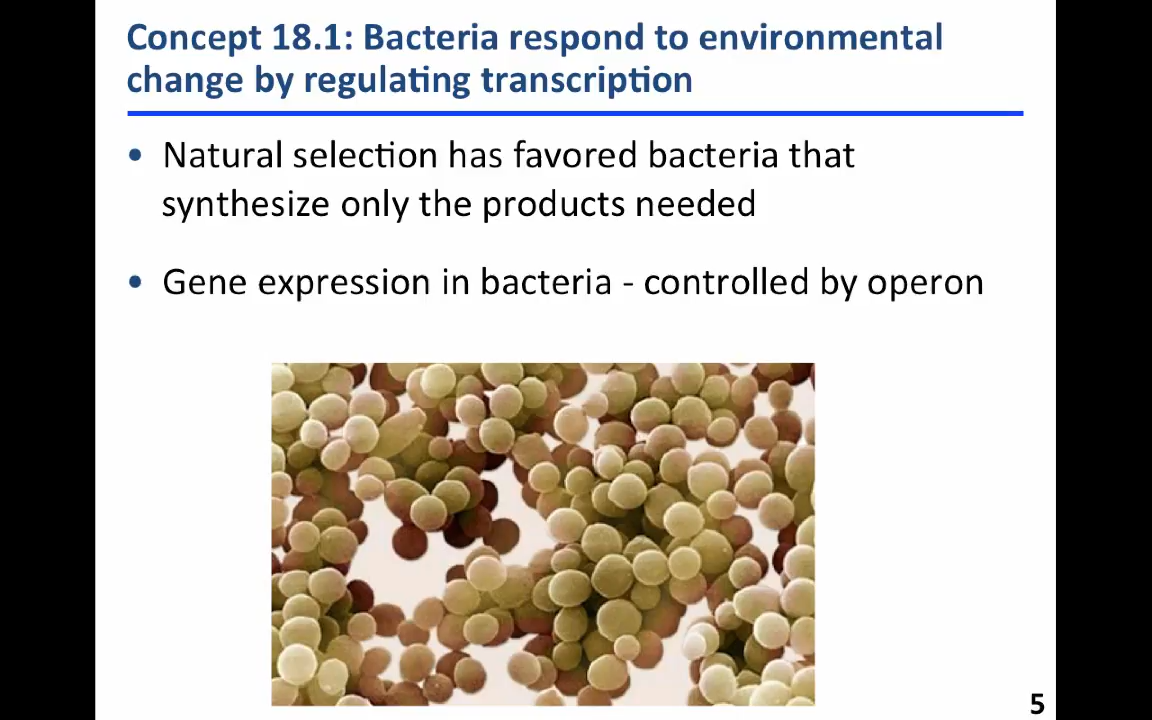 Concept 18.1: Bacteria respond to environmental
change by regulating transcription
• Natural selection has favored bacteria that
synthesize only the products needed
• Gene expression in bacteria - controlled by operon
5